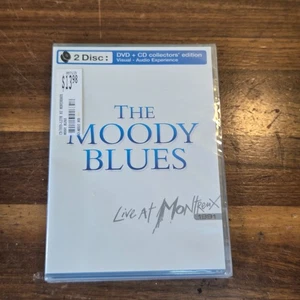 2 Disc:
DVD + CD collectors' edition
Visual - Audio Experience
THE
MOODY
BLUES
Live At Montreux